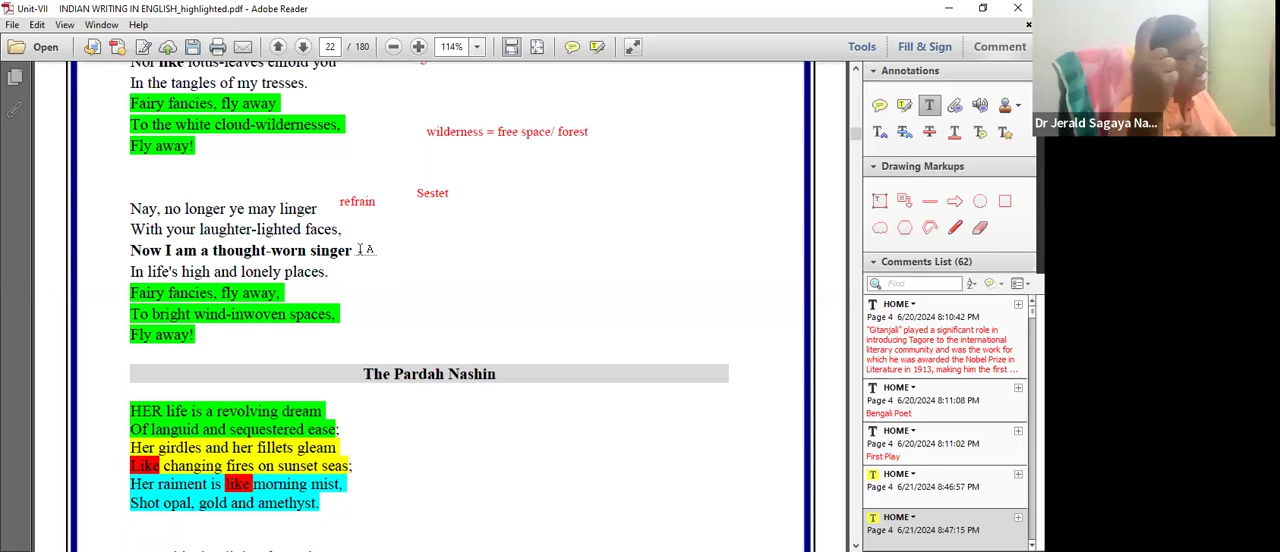 Unit-VII INDIAN WRITING IN ENGLISH_highlighted.pdf - Adobe Reader
File Edit View Window Help
Open 22 / 180 114% Tools Fill & Sign Comment
Nor like lotus-leaves enfold you
In the tangles of my tresses.
Fairy fancies, fly away
To the white cloud-wildernesses,
Fly away!
wilderness = free space/ forest
Sestet
refrain
Nay, no longer ye may linger
With your laughter-lighted faces,
Now I am a thought-worn singer
In life's high and lonely places.
Fairy fancies, fly away,
To bright wind-inwoven spaces,
Fly away!
The Pardah Nashin
HER life is a revolving dream
Of languid and sequestered ease;
Her girdles and her fillets gleam
Like changing fires on sunset seas;
Her raiment is like morning mist,
Shot opal, gold and amethyst.
Annotations
Drawing Markups
Comments List (62)
Find
HOME
Page 4 6/20/2024 8:10:42 PM
"Gitanjali" played a significant role in
introducing Tagore to the international
literary community and was the work for
which he was awarded the Nobel Prize in
Literature in 1913, making him the first ...
HOME
Page 4 6/20/2024 8:11:08 PM
Bengali Poet
HOME
Page 4 6/20/2024 8:11:02 PM
First Play
HOME
Page 4 6/21/2024 8:46:57 PM
HOME
Page 4 6/21/2024 8:47:15 PM
Dr Jerald Sagaya Na...